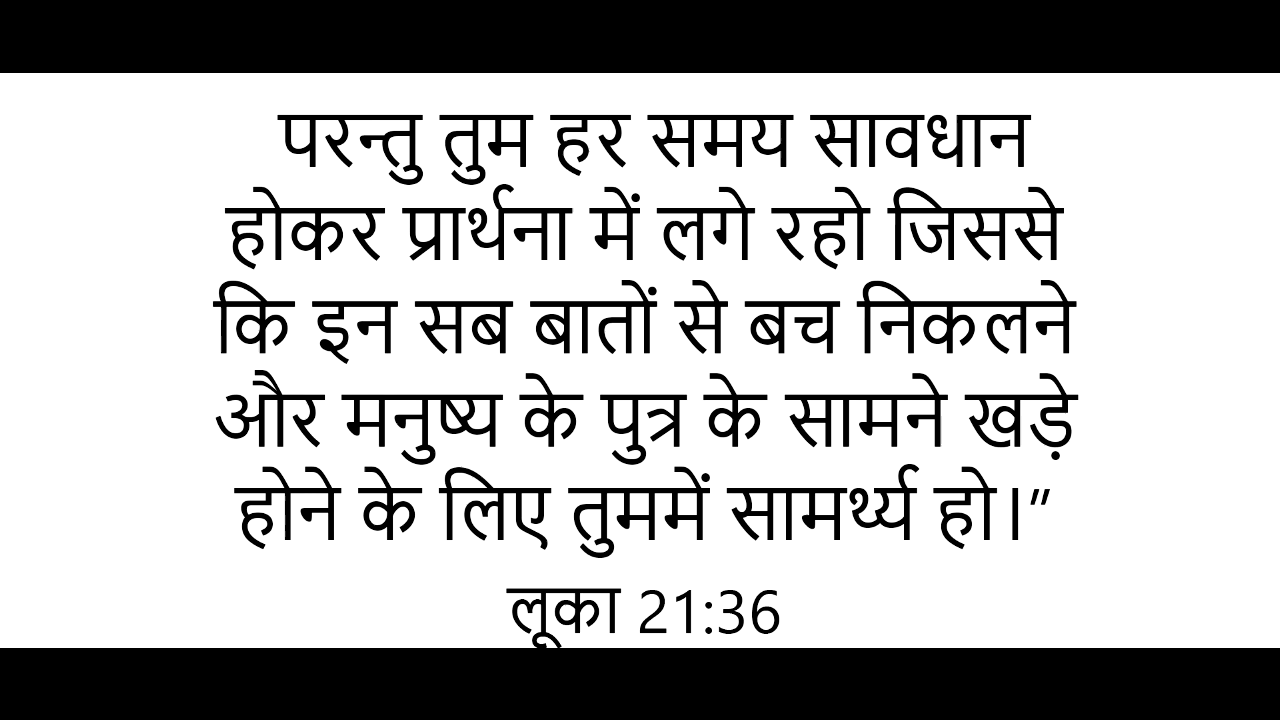 परन्तु तुम हर समय सावधान
होकर प्रार्थना में लगे रहो जिससे
कि इन सब बातों से बच निकलने
और मनुष्य के पुत्र के सामने खड़े
होने के लिए तुममें सामर्थ्य हो।”
लूका 21:36